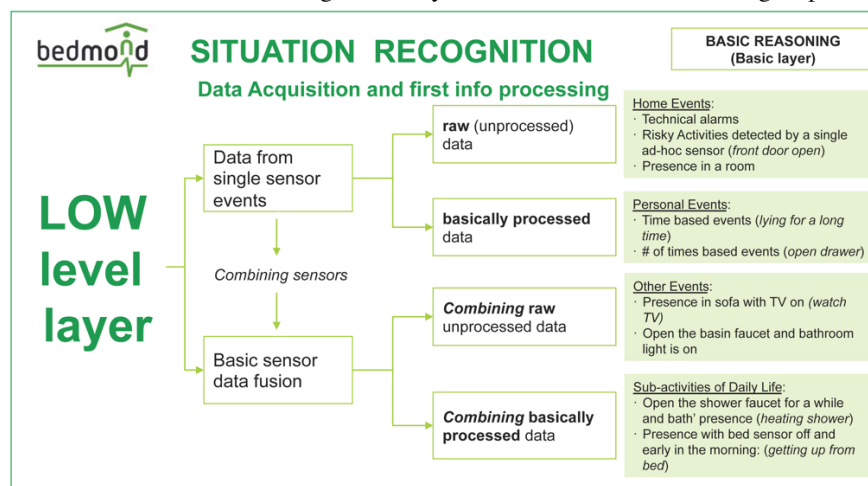 bedmond
SITUATION RECOGNITION
Data Acquisition and first info processing
BASIC REASONING
(Basic layer)
LOW
level
layer
Data from
single sensor
events
Combining sensors
Basic sensor
data fusion
raw (unprocessed)
data
basically processed
data
Combining raw
unprocessed data
Combining basically
processed data
Home Events:
· Technical alarms
· Risky Activities detected by a single
ad-hoc sensor (front door open)
· Presence in a room
Personal Events:
· Time based events (lying for a long
time)
· # of times based events (open drawer)
Other Events:
· Presence in sofa with TV on (watch
TV)
· Open the basin faucet and bathroom
light is on
Sub-activities of Daily Life:
· Open the shower faucet for a while
and bath' presence (heating shower)
· Presence with bed sensor off and
early in the morning: (getting up from
bed)